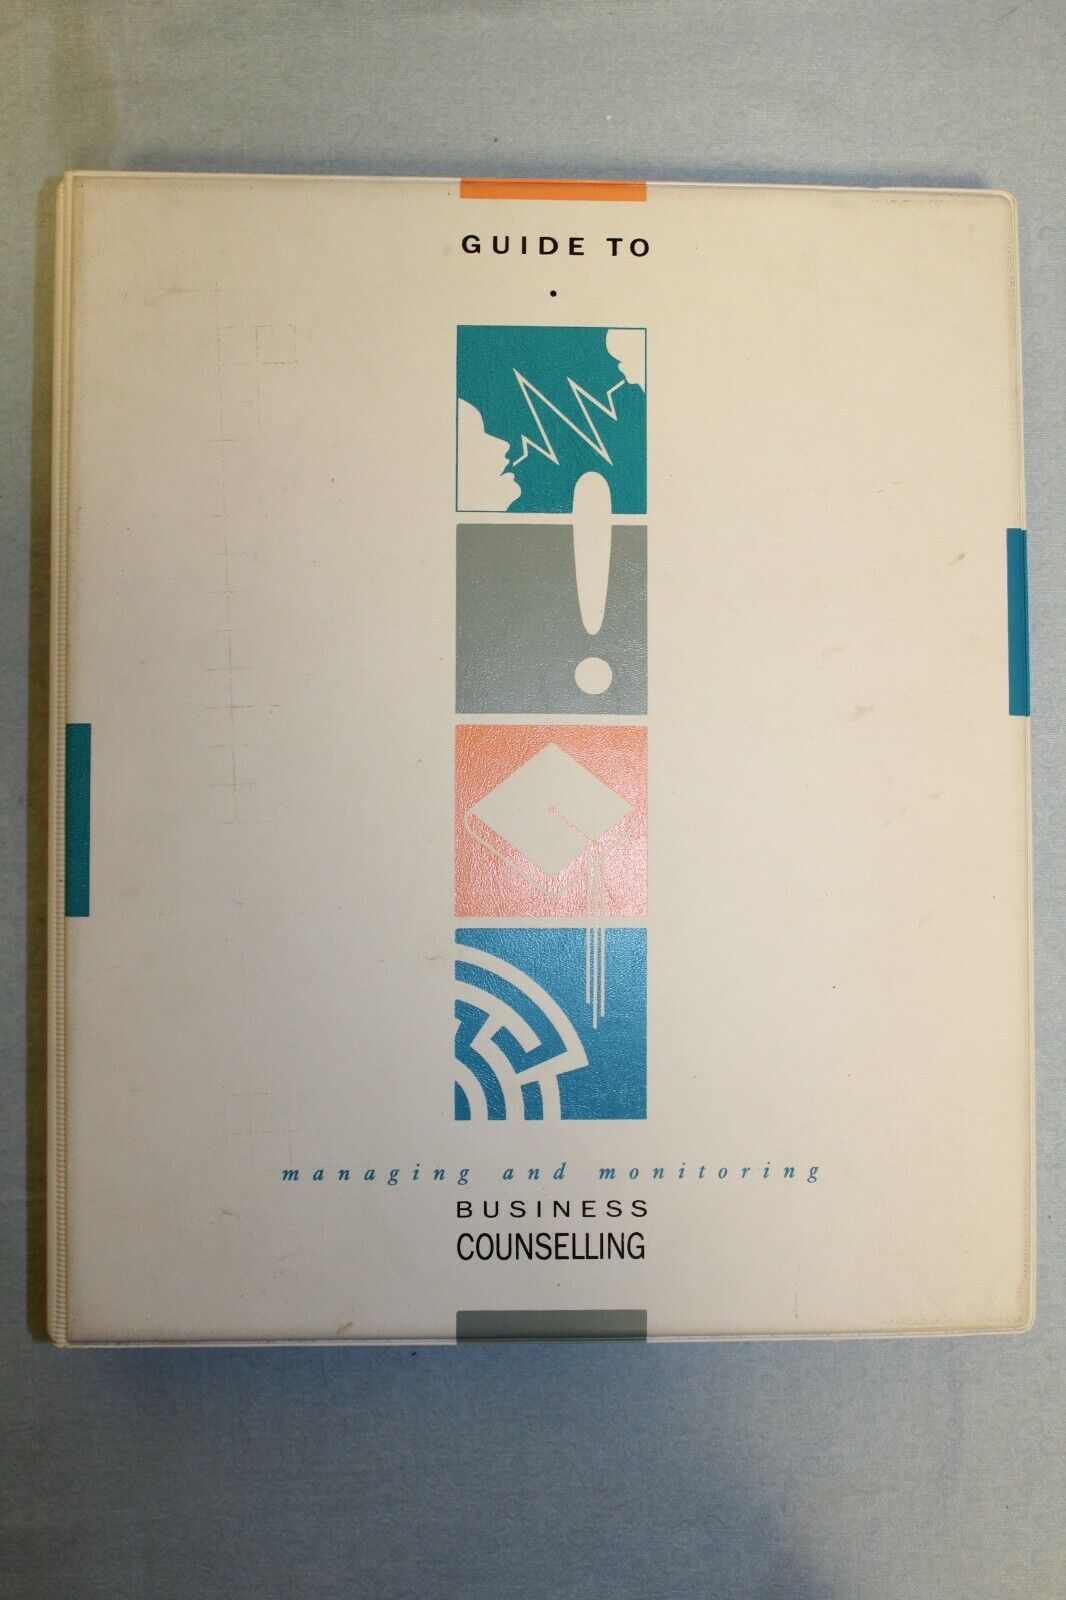 GUIDE TO
managing and monitoring
BUSINESS
COUNSELLING